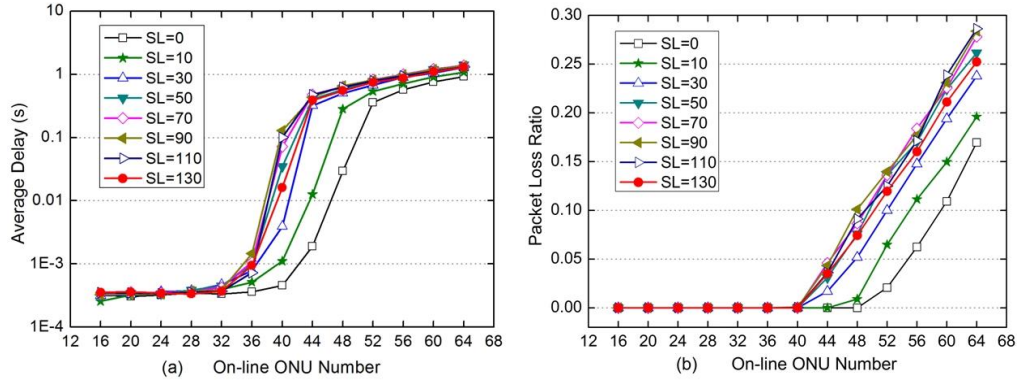 10
1
0.1
0.01
1E-3
1E-4
Average Delay (s)
SL=0
SL=10
SL=30
SL=50
SL=70
SL=90
SL=110
SL=130
12 16 20 24 28 32 36 40 44 48 52 56 60 64 68
(a) On-line ONU Number
0.30
0.25
0.20
0.15
0.10
0.05
0.00
Packet Loss Ratio
SL=0
SL=10
SL=30
SL=50
SL=70
SL=90
SL=110
SL=130
12 16 20 24 28 32 36 40 44 48 52 56 60 64 68
(b) On-line ONU Number